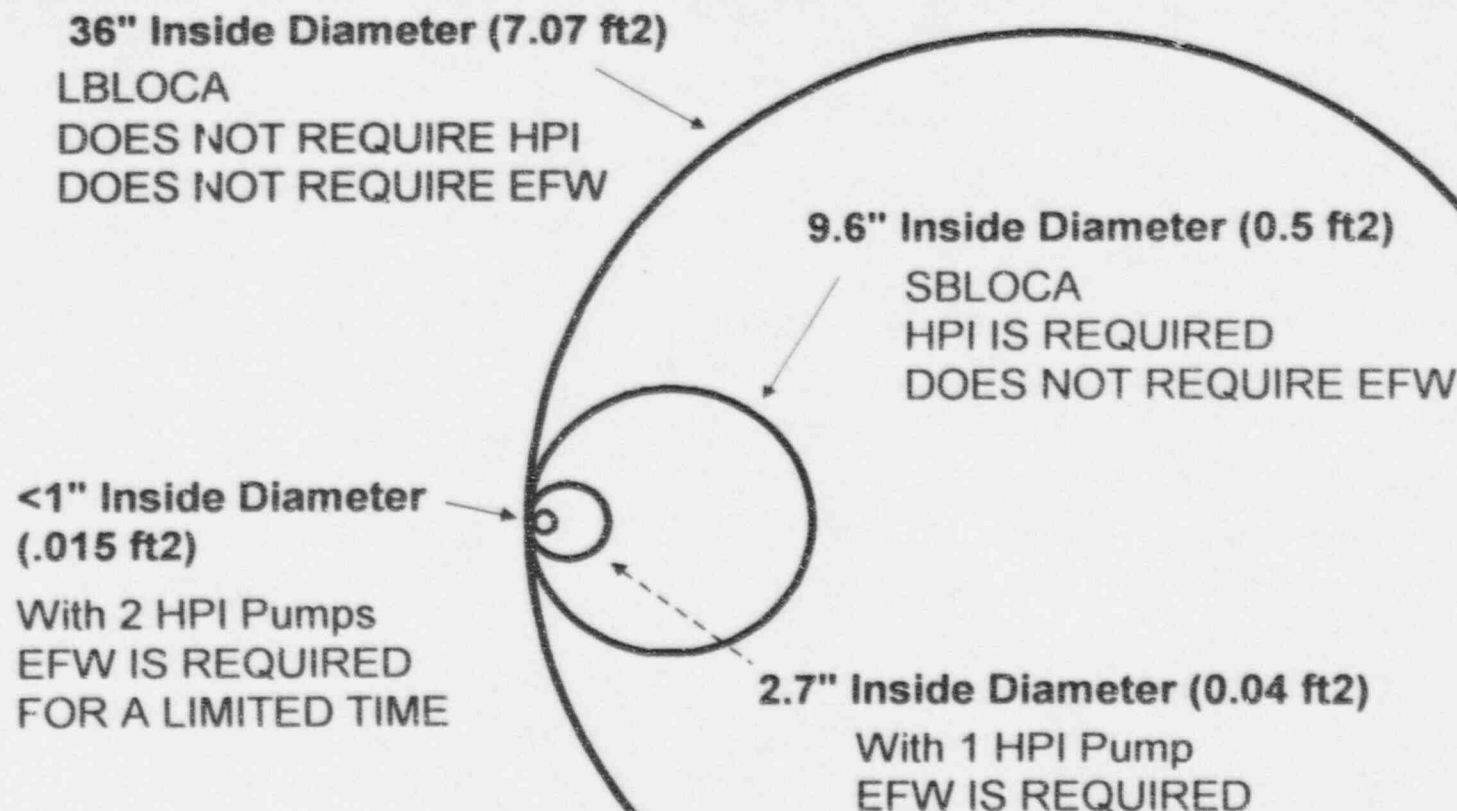 36" Inside Diameter (7.07 ft2)
LBLOCA
DOES NOT REQUIRE HPI
DOES NOT REQUIRE EFW
9.6" Inside Diameter (0.5 ft2)
SBLOCA
HPI IS REQUIRED
DOES NOT REQUIRE EFW
<1" Inside Diameter
(.015 ft2)
With 2 HPI Pumps
EFW IS REQUIRED
FOR A LIMITED TIME
2.7" Inside Diameter (0.04 ft2)
With 1 HPI Pump
EFW IS REQUIRED